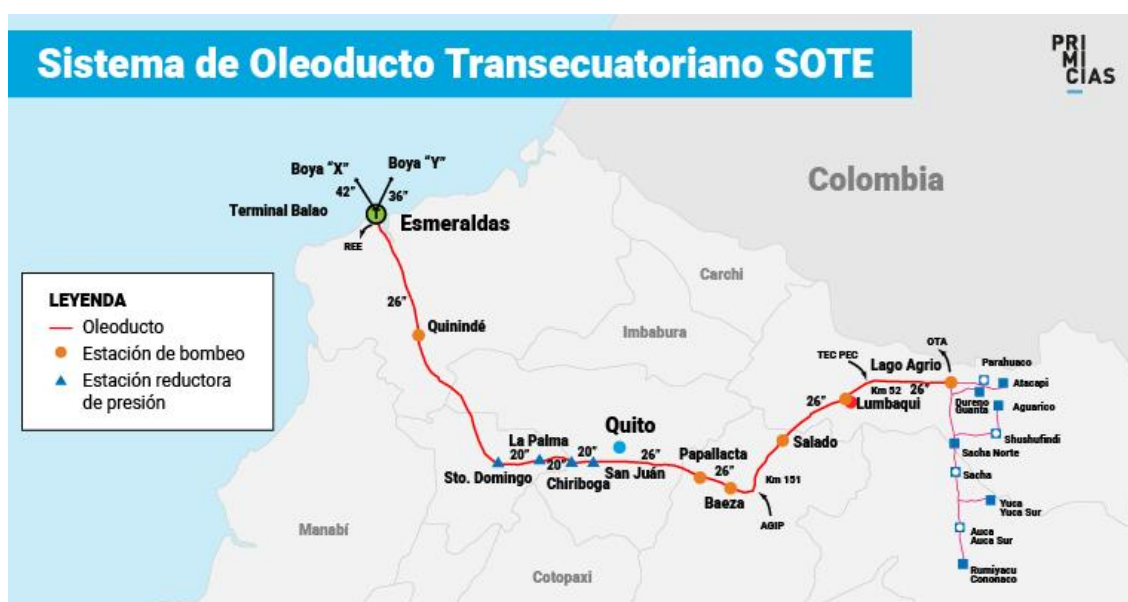 Sistema de Oleoducto Transecuatoriano SOTE
PRI
MI
CIAS
Colombia
Boya “X”
Boya “Y”
42”
36”
Terminal Balao
T
Esmeraldas
REE
LEYENDA
Oleoducto
Estación de bombeo
Estación reductora
de presión
26”
Quinindé
Carchi
Imbabura
OTA
TEC PEC
Lago Agrio
Parahuaco
Km 52
26”
Atacapi
26”
Lumbaqui
Dureno
Guanta
Aguarico
Quito
La Palma
20”
20”
20”
Sto. Domingo
Chiriboga
San Juán
26”
Papallacta
26”
Baeza
Salado
Km 151
AGIP
Shushufindi
Sacha Norte
Sacha
Yuca
Yuca Sur
Auca
Auca Sur
Rumiyacu
Cononaco
Manabí
Cotopaxi